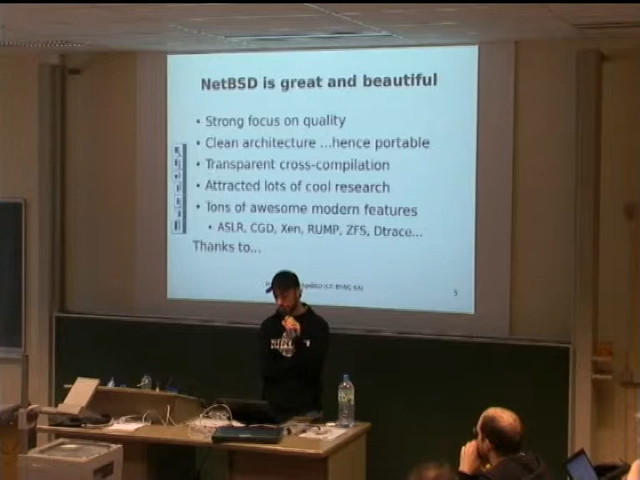 NetBSD is great and beautiful
• Strong focus on quality
• Clean architecture ...hence portable
• Transparent cross-compilation
• Attracted lots of cool research
• Tons of awesome modern features
• ASLR, CGD, Xen, RUMP, ZFS, Dtrace...
Thanks to...
5